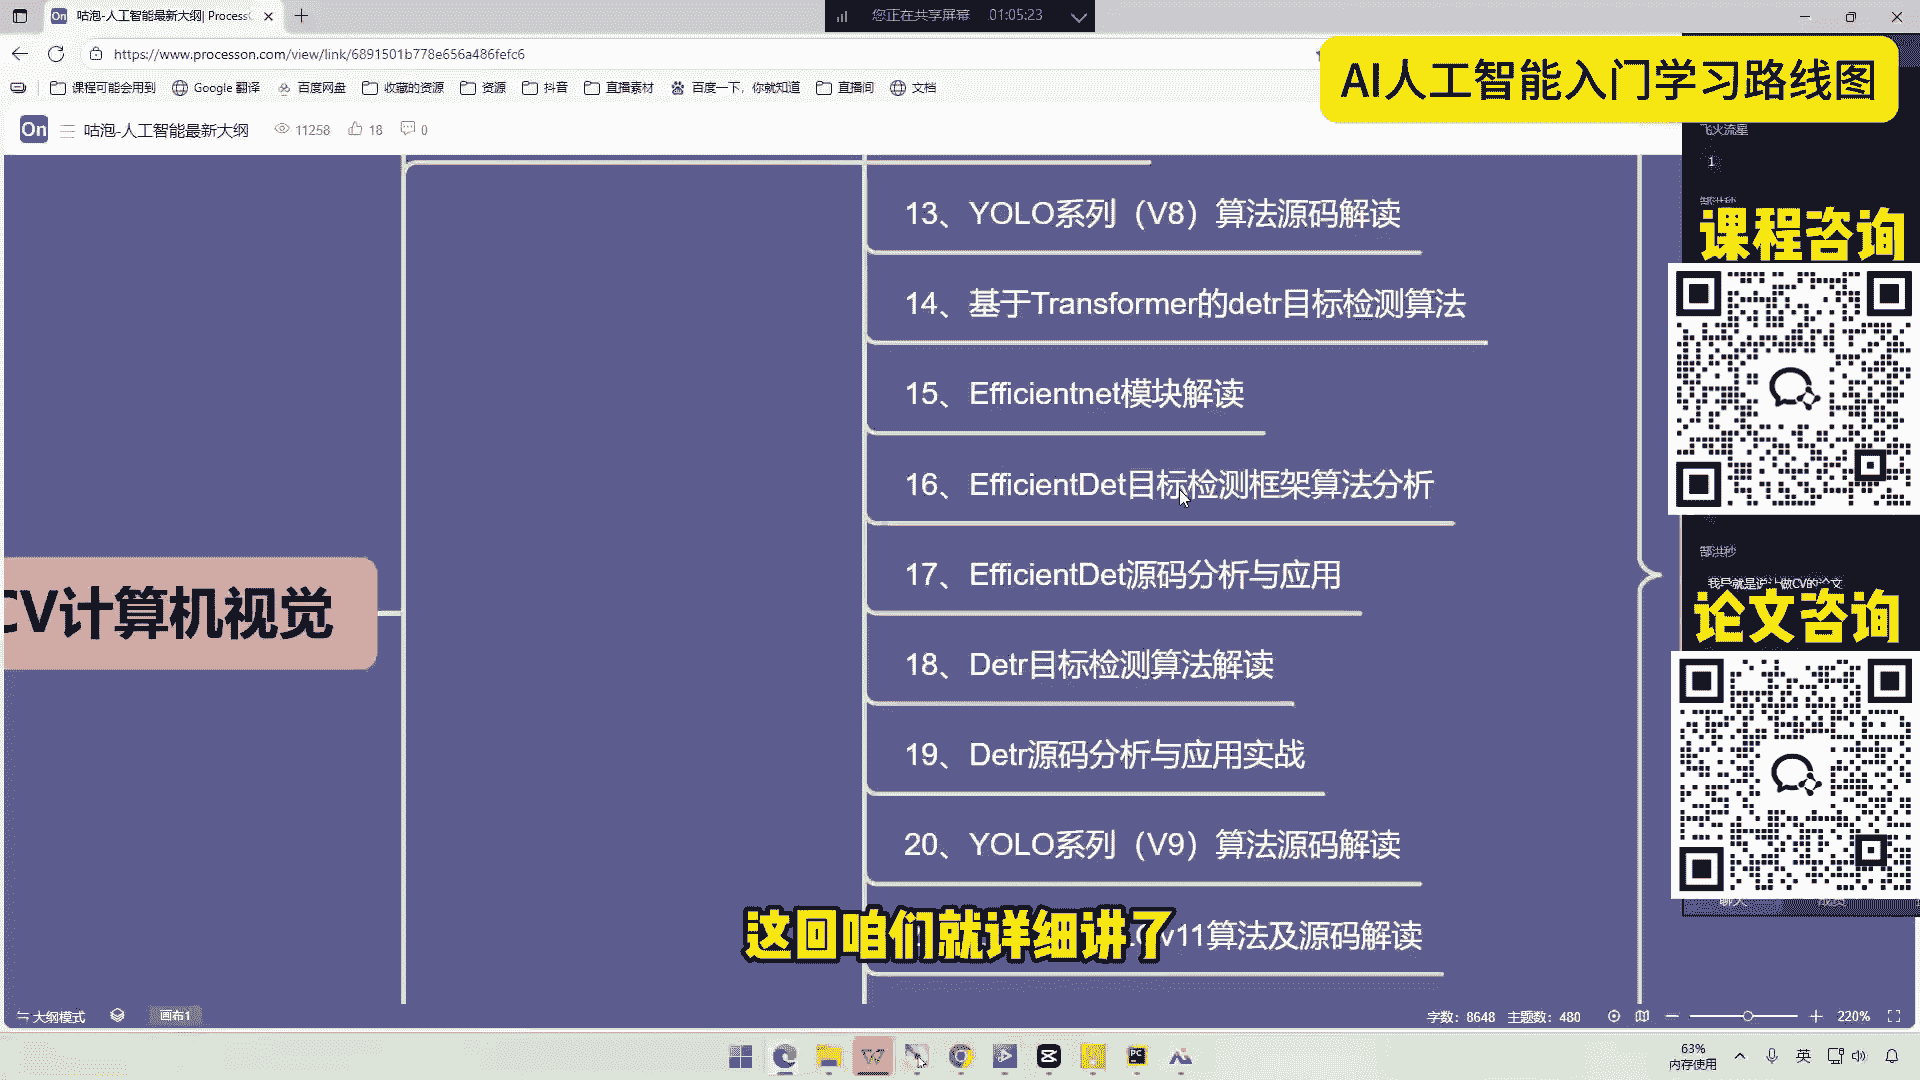 咕泡-人工智能最新大纲| Process
您正在共享屏幕 01:05:23
https://www.processon.com/view/link/6891501b778e656a486fefc6
课程可能会用到 Google 翻译 百度网盘 收藏的资源 资源 抖音 直播素材 百度一下，你就知道 直播间 文档
AI人工智能入门学习路线图
On 咕泡-人工智能最新大纲 11258 18 0
飞火流星
1
课程咨询
13、YOLO系列（V8）算法源码解读
14、基于Transformer的detr目标检测算法
15、Efficientnet模块解读
16、EfficientDet目标检测框架算法分析
17、EfficientDet源码分析与应用
CV计算机视觉
18、Detr目标检测算法解读
19、Detr源码分析与应用实战
20、YOLO系列（V9）算法源码解读
v11算法及源码解读
这回咱们就详细讲了
郜洪秒
论文咨询
聊天 成员
大纲模式 画布1
字数：8648 主题数：480 220%
63%
内存使用
英